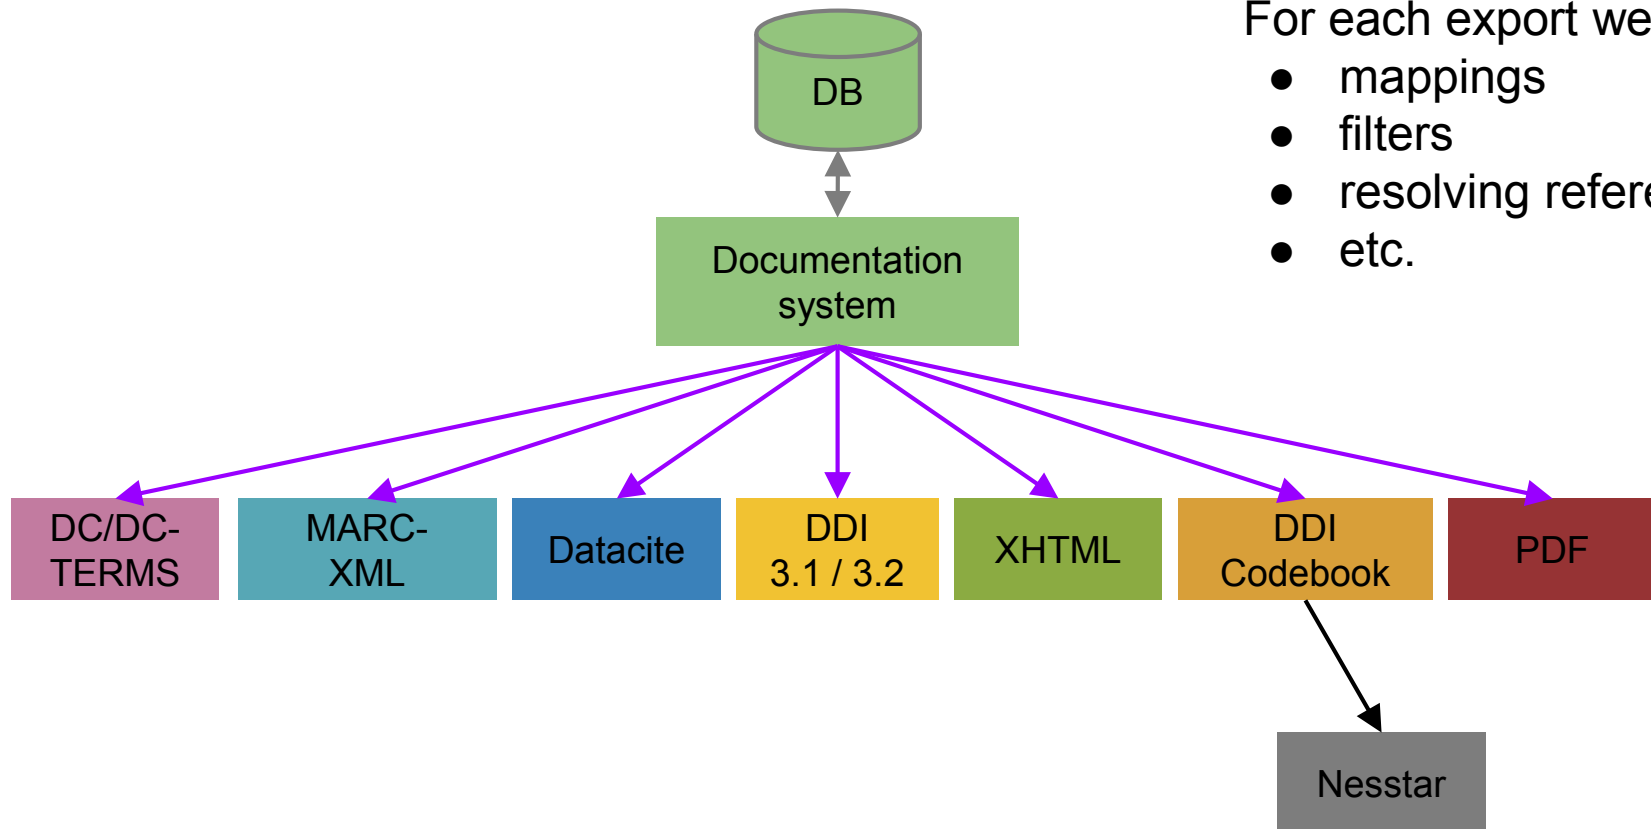 For each export we
● mappings
● filters
● resolving
● etc.
DB
Documentation
system
DC/DC-
TERMS
MARC-
XML
Datacite
DDI
3.1 / 3.2
XHTML
DDI
Codebook
PDF
Nesstar